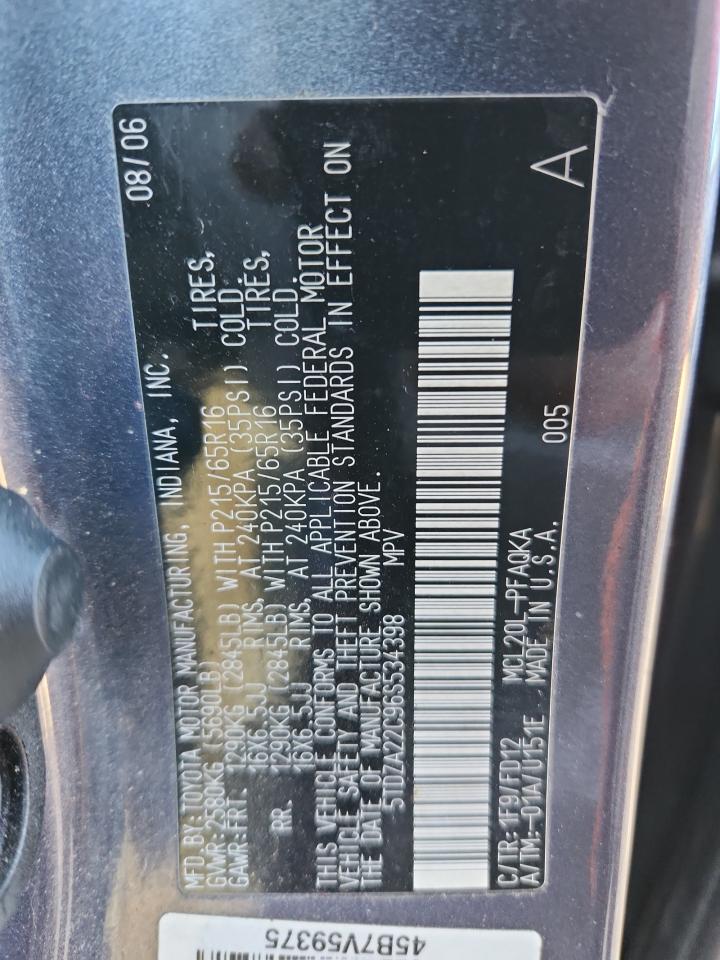 MFD. BY: TOYOTA MOTOR MANUFACTURING, INDIANA, INC. 08/06
GVWR: 2580KG (5690LB)
GAWR: FRT. 1290KG (2845LB) WITH P215/65R16 TIRES,
16X6.5JJ RIMS, AT 240KPA (35PSI) COLD.
RR. 1290KG (2845LB) WITH P215/65R16 TIRES,
16X6.5JJ RIMS, AT 240KPA (35PSI) COLD.
THIS VEHICLE CONFORMS TO ALL APPLICABLE FEDERAL MOTOR
VEHICLE SAFETY AND THEFT PREVENTION STANDARDS IN EFFECT ON
THE DATE OF MANUFACTURE SHOWN ABOVE.
5TDZA22C96S534398 MPV
C/TR: 1F9/FD12 MCL20L-PFAQKA 005 A
A/TM:-01A/U151E MADE IN U.S.A.
45B7V59375